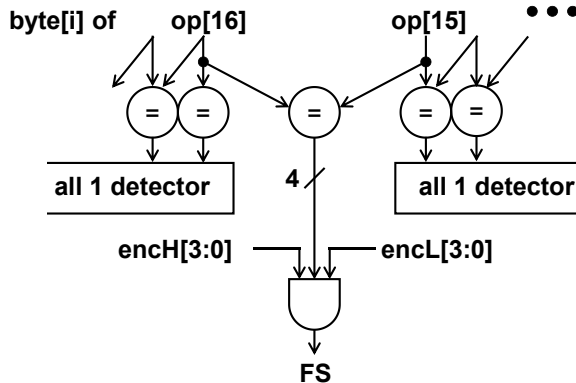 byte[i] of op[16] op[15] •••
= = = = =
all 1 detector all 1 detector
4
encH[3:0] encL[3:0]
FS